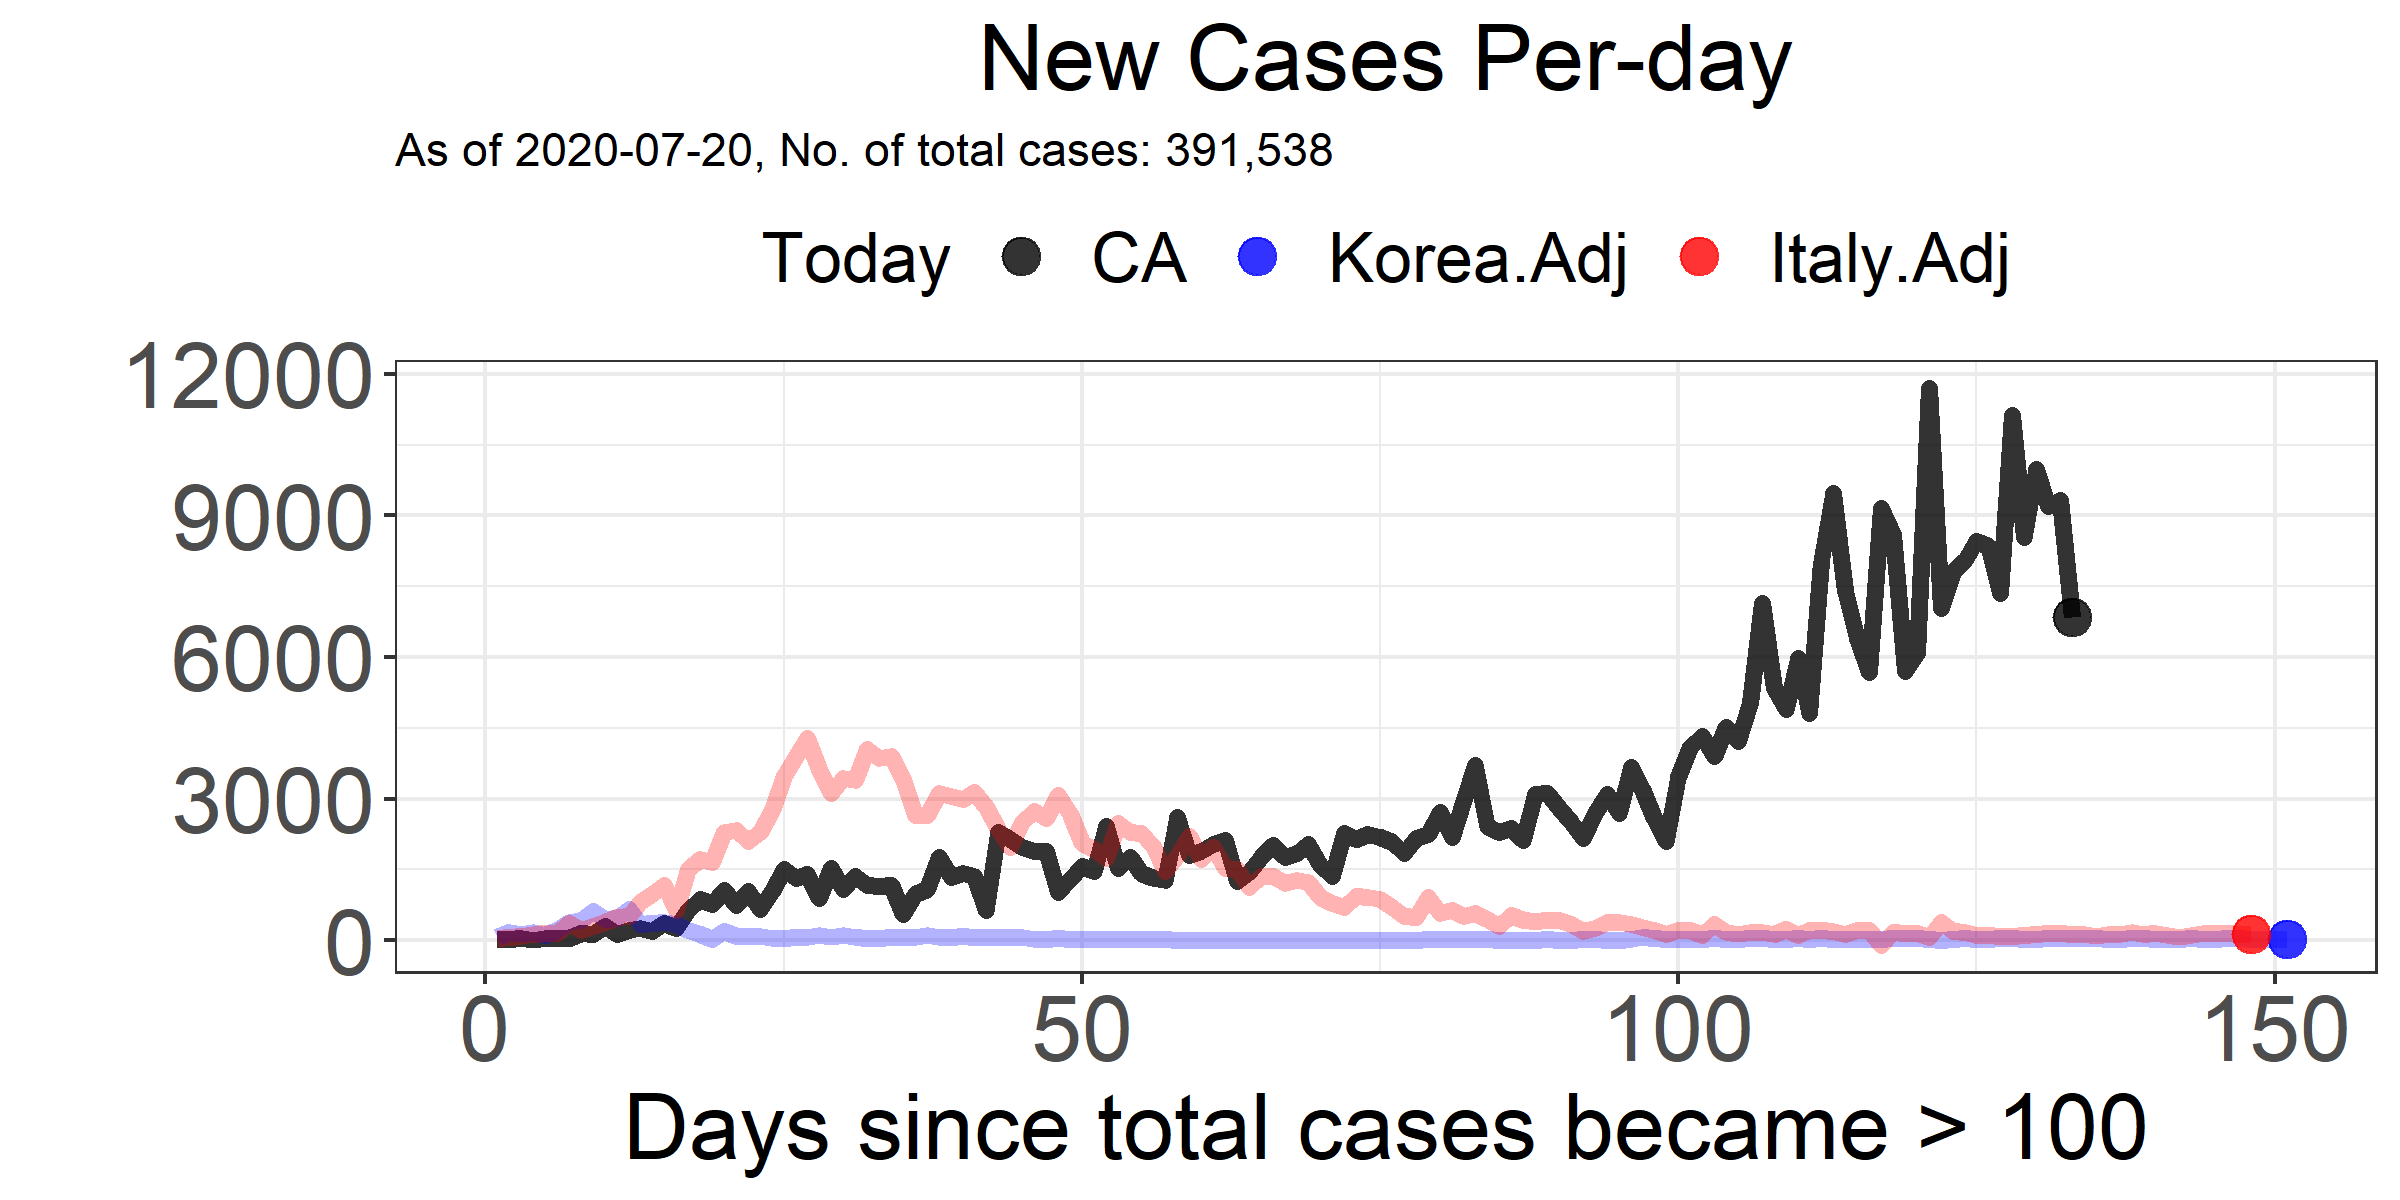 New Cases Per-day
As of 2020-07-20, No. of total cases: 391,538
Today CA Korea.Adj Italy.Adj
12000
9000
6000
3000
0
0 50 100 150
Days since total cases became > 100